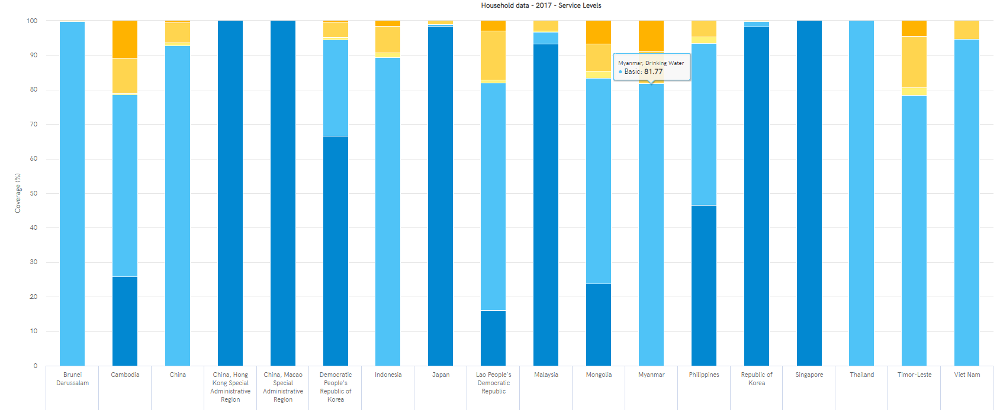 Household data - 2017 - Service Levels
100
90
80
70
60
50
40
30
20
10
0
Coverage (%)
Myanmar, Drinking Water
● Basic: 81.77
Brunei
Darussalam
Cambodia
China
China, Hong
Kong Special
Administrative
Region
China, Macao
Special
Administrative
Region
Democratic
People's
Republic of
Korea
Indonesia
Japan
Lao People's
Democratic
Republic
Malaysia
Mongolia
Myanmar
Philippines
Republic of
Korea
Singapore
Thailand
Timor-Leste
Viet Nam